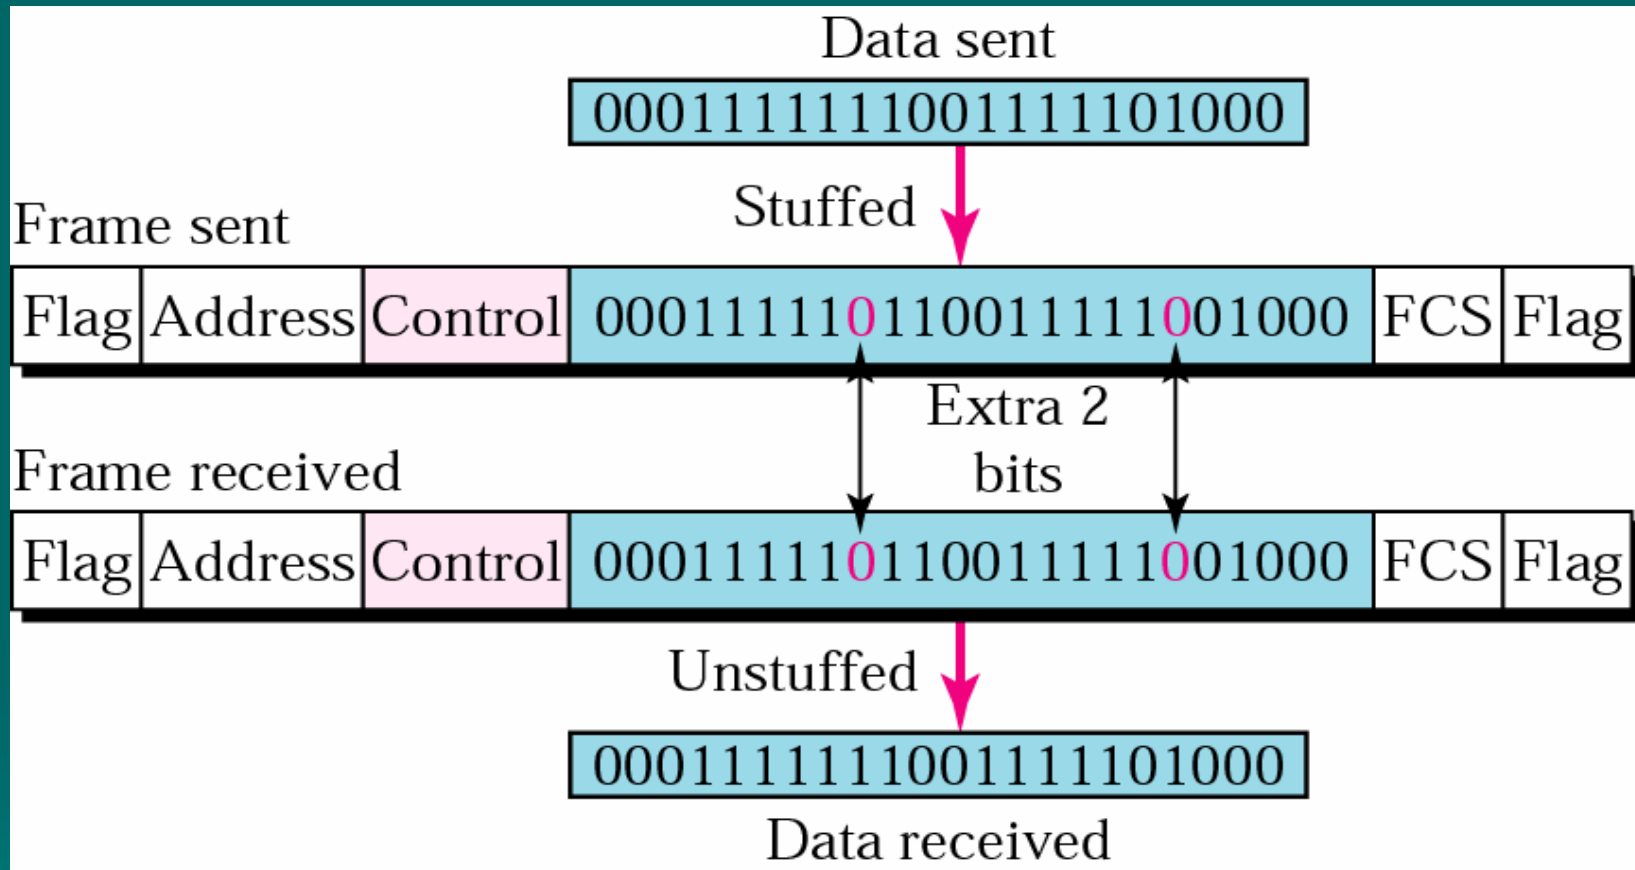 Data sent
0001111111001111101000
Stuffed
Frame sent
Flag Address Control 000111110110011111001000 FCS Flag
Extra 2
bits
Frame received
Flag Address Control 000111110110011111001000 FCS Flag
Unstuffed
0001111111001111101000
Data received